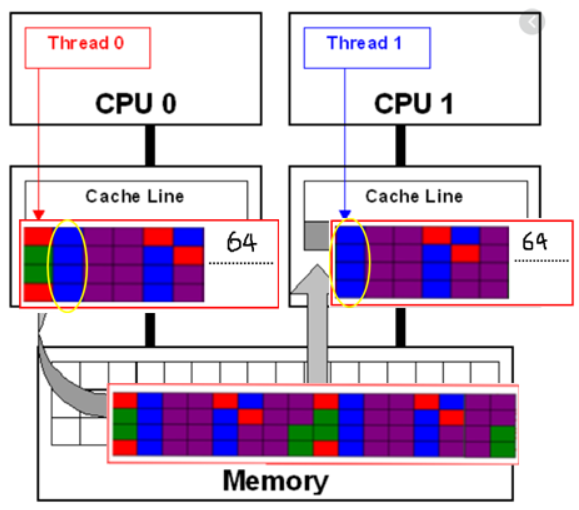 Thread 0
Thread 1
CPU 0
CPU 1
Cache Line
Cache Line
64
64
Memory